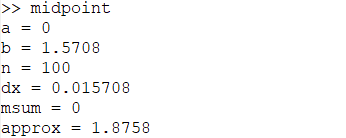 >> midpoint
a = 0
b = 1.5708
n = 100
dx = 0.015708
msum = 0
approx = 1.8758